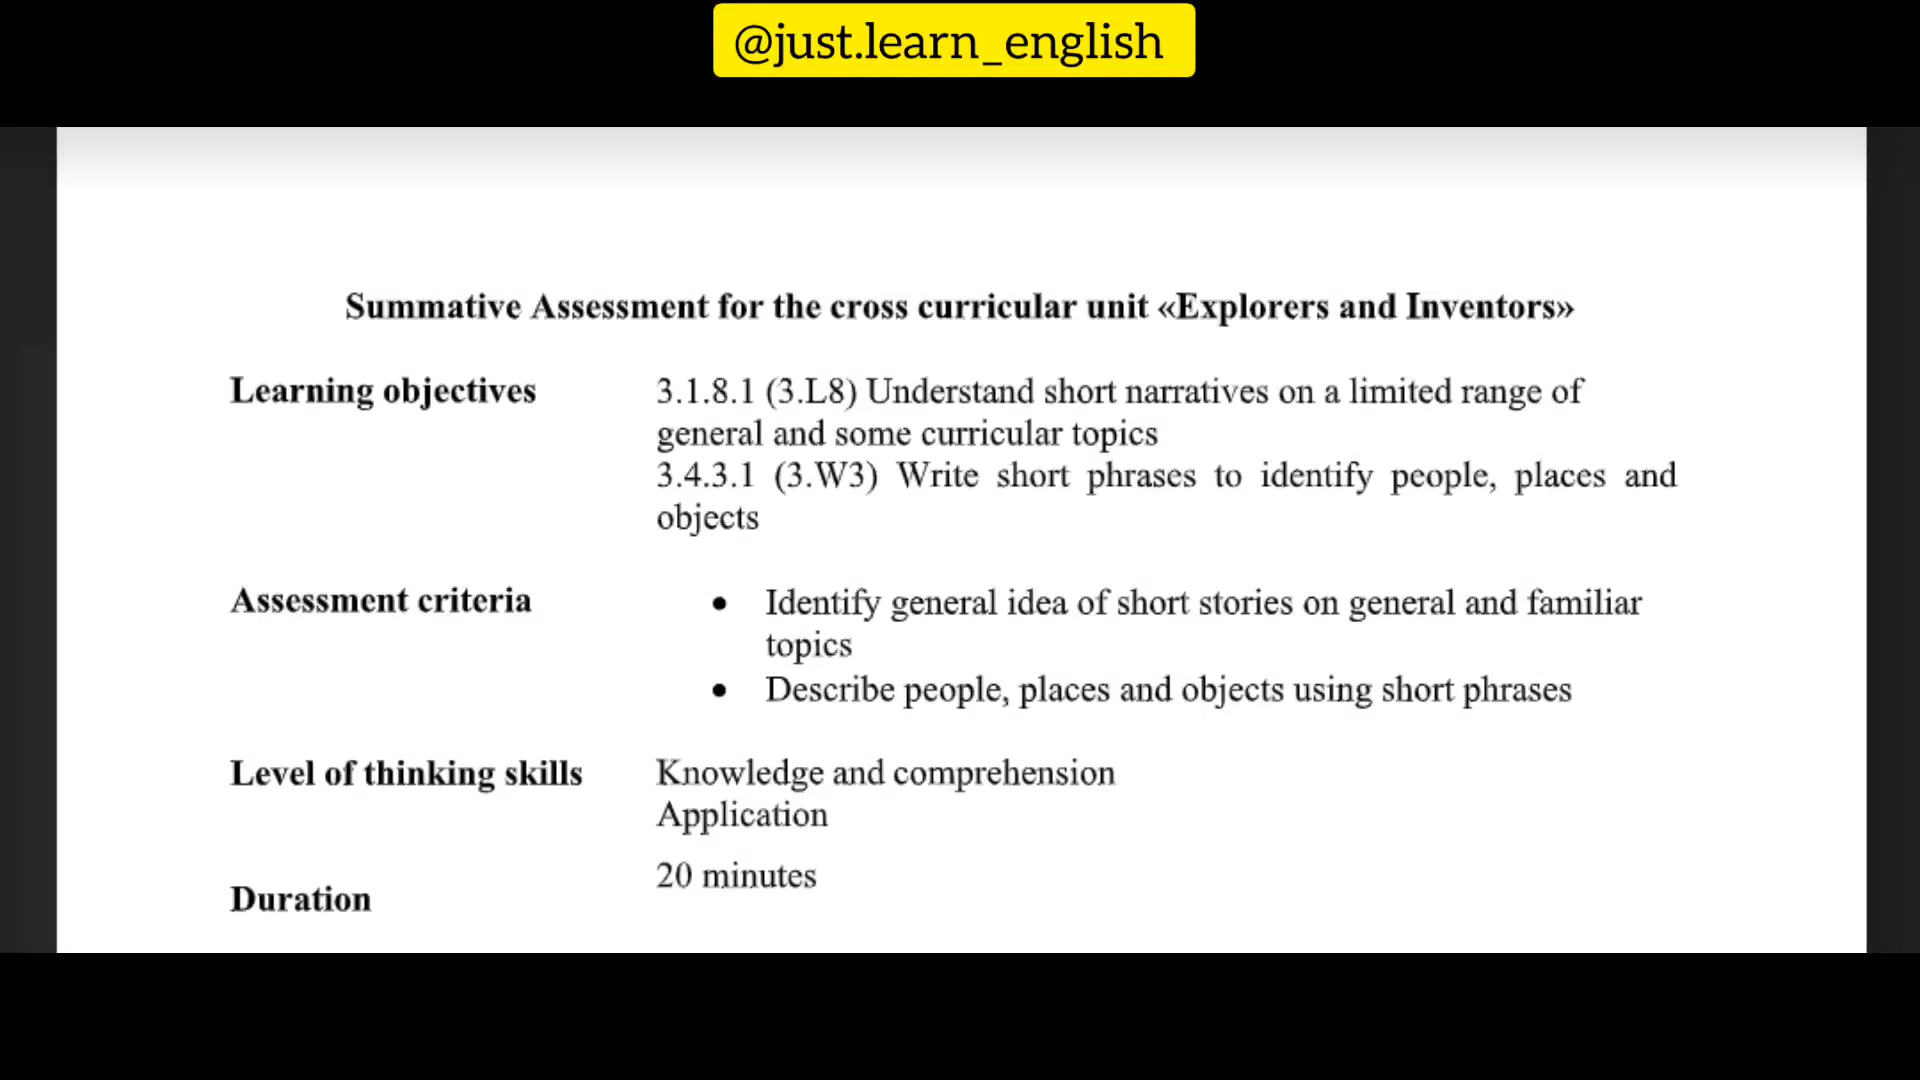 @just.learn_english
Summative Assessment for the cross curricular unit «Explorers and Inventors»
Learning objectives
3.1.8.1 (3.L8) Understand short narratives on a limited range of
general and some curricular topics
3.4.3.1 (3.W3) Write short phrases to identify people, places and
objects
Assessment criteria
• Identify general idea of short stories on general and familiar
topics
• Describe people, places and objects using short phrases
Level of thinking skills
Knowledge and comprehension
Application
Duration
20 minutes